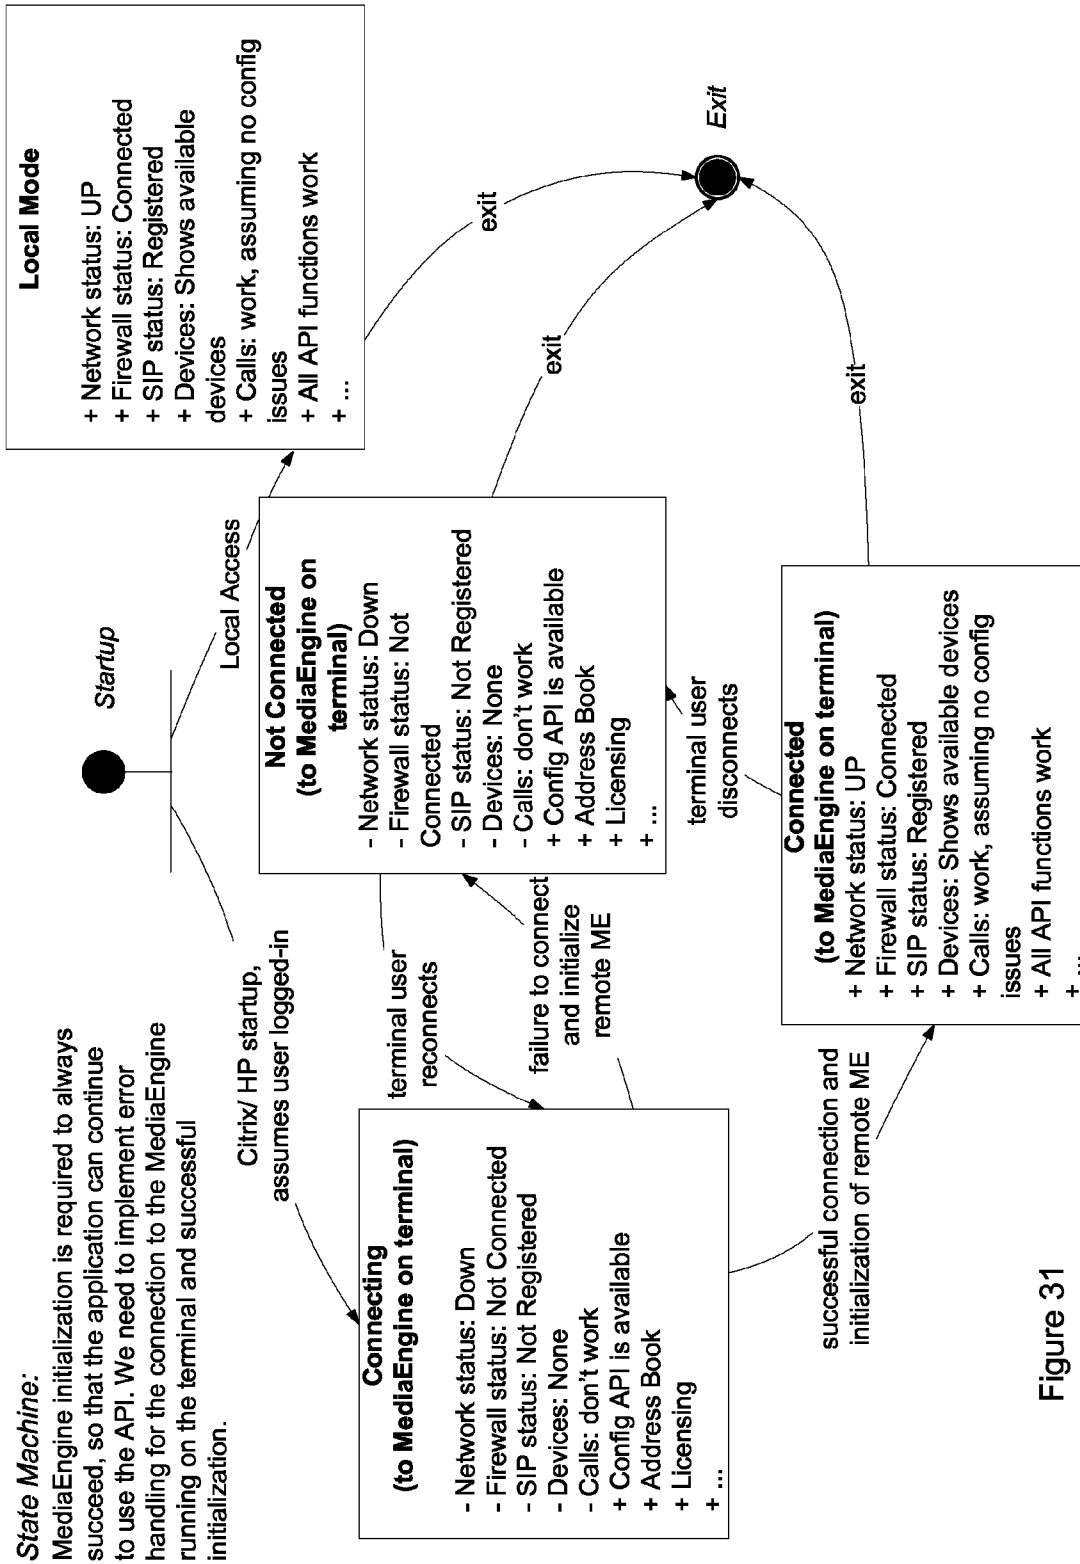 State Machine:
MediaEngine initialization is required to always
succeed, so that the application can continue
to use the API. We need to implement error
handling for the connection to the MediaEngine
running on the terminal and successful
initialization.
Startup
Citrix/ HP startup,
assumes user logged-in
Local Access
Local Mode
+ Network status: UP
+ Firewall status: Connected
+ SIP status: Registered
+ Devices: Shows available
devices
+ Calls: work, assuming no config
issues
+ All API functions work
+ ...
Connecting
(to MediaEngine on terminal)
- Network status: Down
- Firewall status: Not Connected
- SIP status: Not Registered
- Devices: None
- Calls: don't work
+ Config API is available
+ Address Book
+ Licensing
+ ...
terminal user
reconnects
failure to connect
and initialize
remote ME
Not Connected
(to MediaEngine on
terminal)
- Network status: Down
- Firewall status: Not
Connected
- SIP status: Not Registered
- Devices: None
- Calls: don't work
+ Config API is available
+ Address Book
+ Licensing
+ ...
exit
exit
exit
Exit
terminal user
disconnects
successful connection and
initialization of remote ME
Connected
(to MediaEngine on terminal)
+ Network status: UP
+ Firewall status: Connected
+ SIP status: Registered
+ Devices: Shows available devices
+ Calls: work, assuming no config
issues
+ All API functions work
+ ...
Figure 31